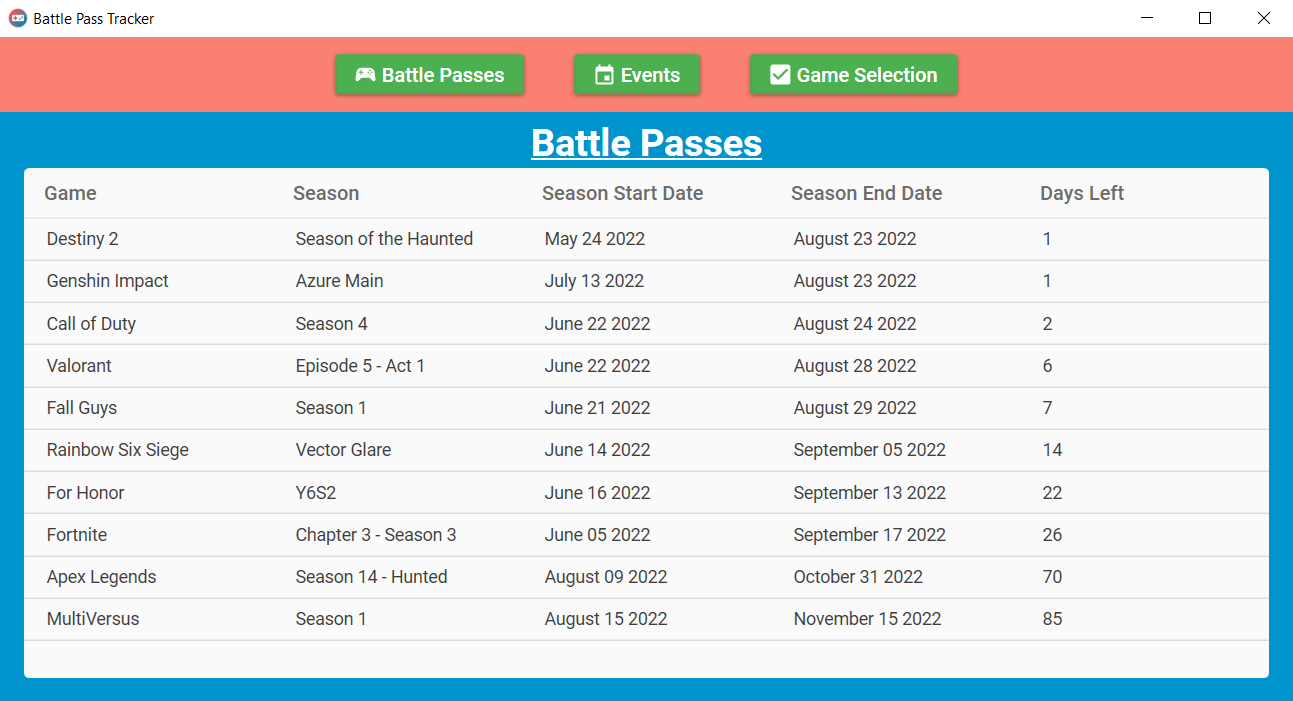 Battle Pass Tracker
Battle Passes Events Game Selection
Battle Passes
Game Season Season Start Date Season End Date Days Left
Destiny 2 Season of the Haunted May 24 2022 August 23 2022 1
Genshin Impact Azure Main July 13 2022 August 23 2022 1
Call of Duty Season 4 June 22 2022 August 24 2022 2
Valorant Episode 5 - Act 1 June 22 2022 August 28 2022 6
Fall Guys Season 1 June 21 2022 August 29 2022 7
Rainbow Six Siege Vector Glare June 14 2022 September 05 2022 14
For Honor Y6S2 June 16 2022 September 13 2022 22
Fortnite Chapter 3 - Season 3 June 05 2022 September 17 2022 26
Apex Legends Season 14 - Hunted August 09 2022 October 31 2022 70
MultiVersus Season 1 August 15 2022 November 15 2022 85